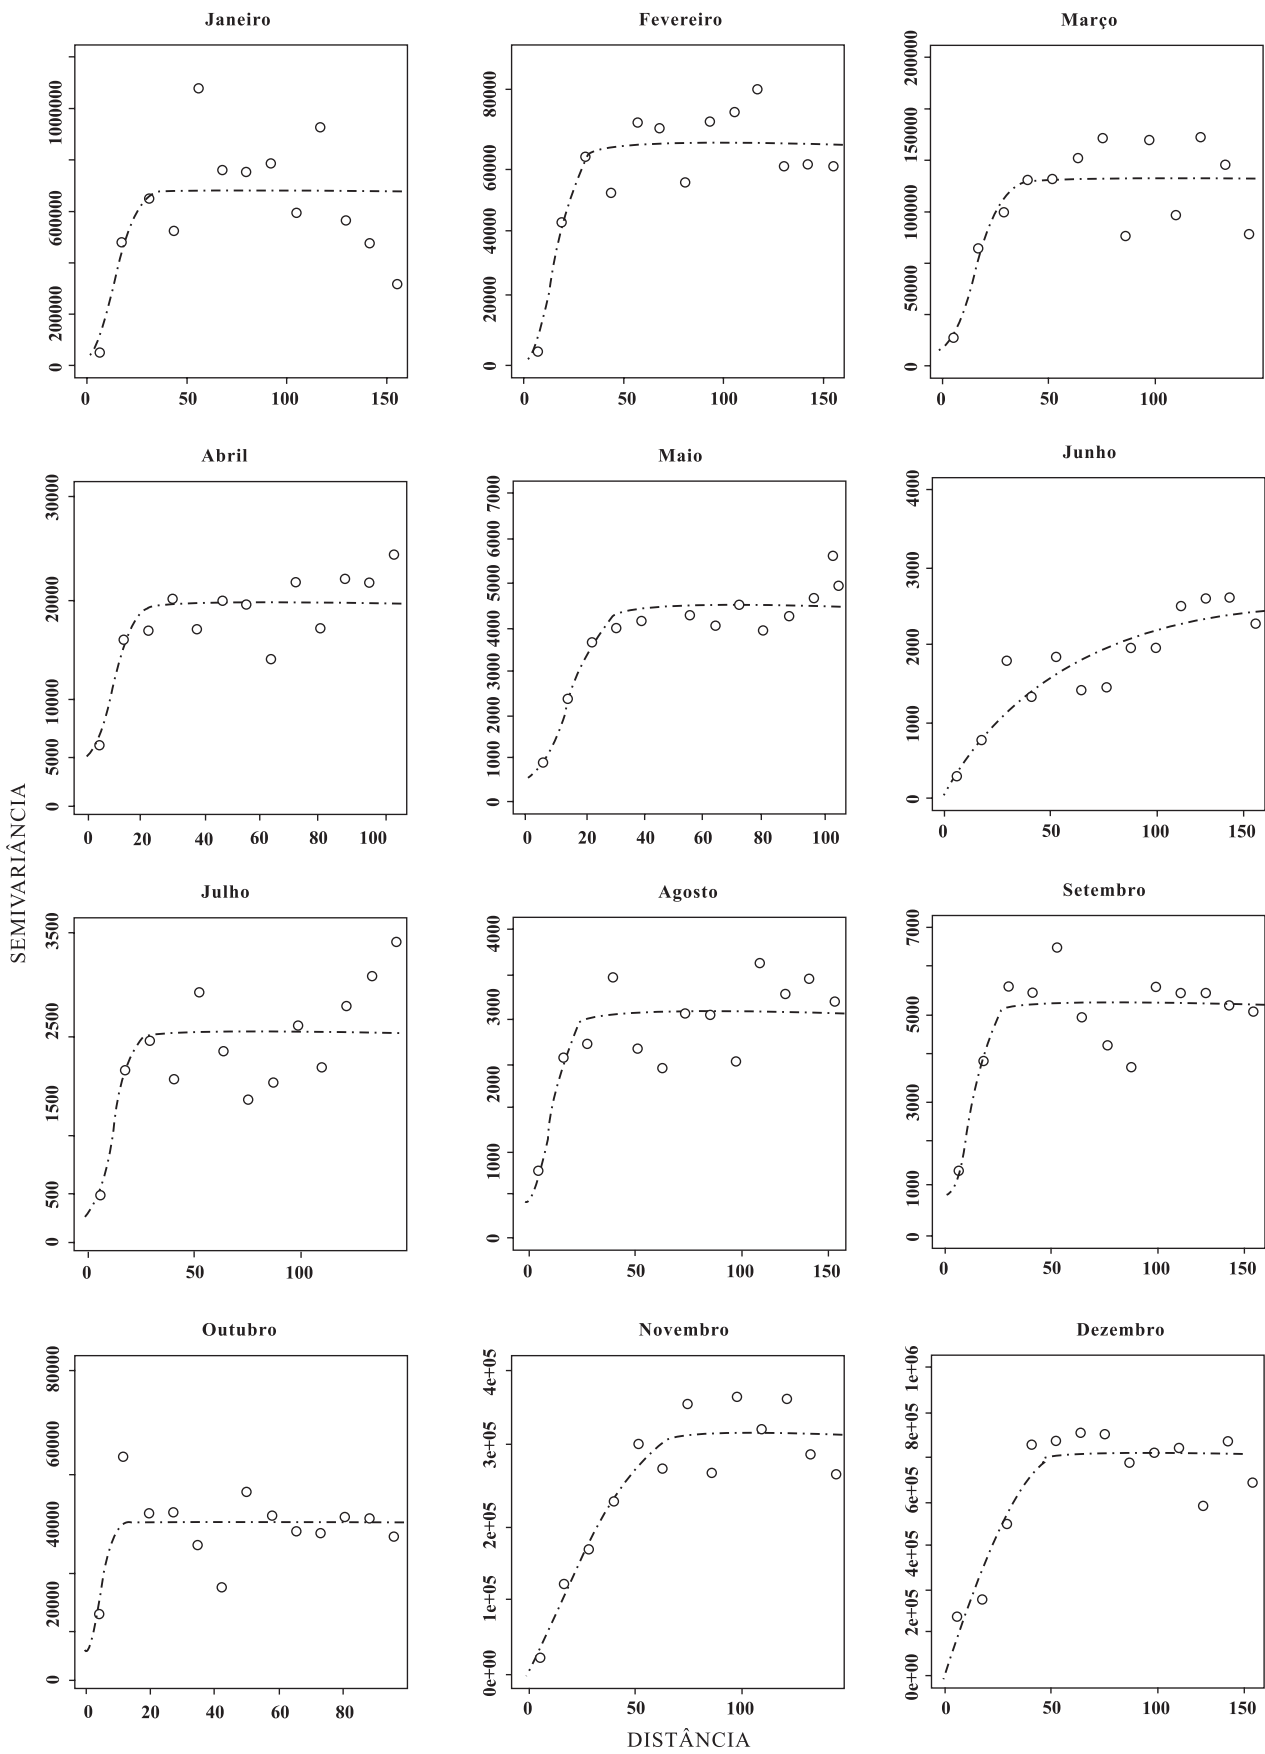 Janeiro
Fevereiro
Março
1000000
600000
200000
0
0 50 100 150
80000
60000
40000
20000
0
0 50 100 150
200000
150000
100000
50000
0
0 50 100
Abril
Maio
Junho
30000
20000
10000
5000
0
0 20 40 60 80 100
7000
6000
5000
4000
3000
2000
1000
0
0 20 40 60 80 100
4000
3000
2000
1000
0
0 50 100 150
SEMIVARIÂNCIA
Julho
Agosto
Setembro
3500
2500
1500
500
0
0 50 100
4000
3000
2000
1000
0
0 50 100 150
7000
5000
3000
1000
0
0 50 100 150
Outubro
Novembro
Dezembro
80000
60000
40000
20000
0
0 20 40 60 80
4e+05
3e+05
2e+05
1e+05
0e+00
0 50 100
1e+06
8e+05
6e+05
4e+05
2e+05
0e+00
0 50 100 150
DISTÂNCIA